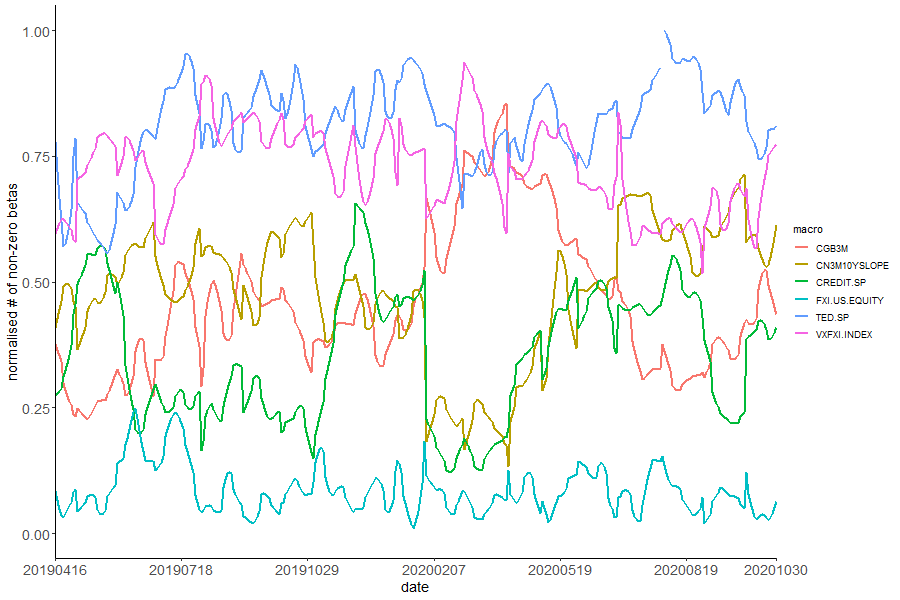 normalised # of non-zero betas
1.00
0.75
0.50
0.25
0.00
20190416 20190718 20191029 20200207 20200519 20200819 20201030
date
macro
CGB3M
CN3M10YSLOPE
CREDIT.SP
FXI.US.EQUITY
TED.SP
VXFXI.INDEX